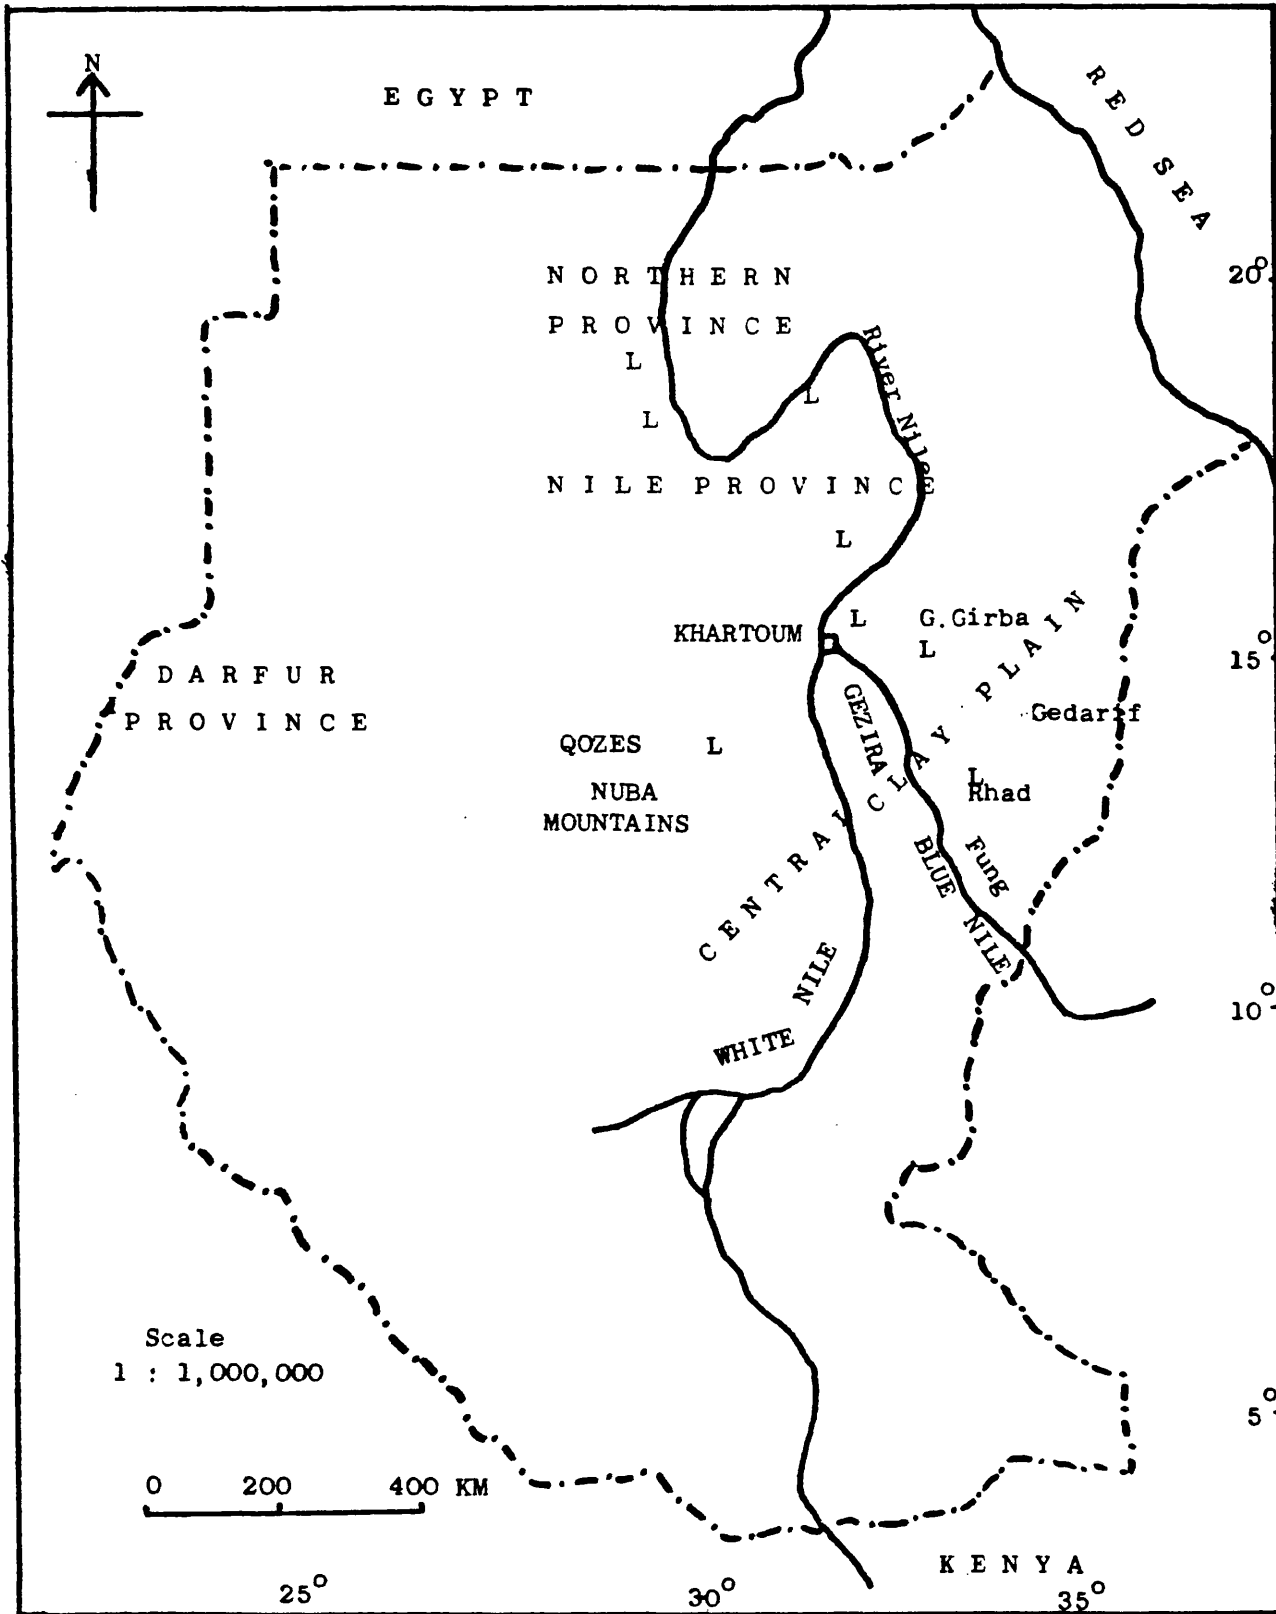 N
EGYPT
RED SEA
20°
NORTHERN
PROVINCE
River Nile
L
L
L
NILE PROVINCE
L
L
G.Girba
KHARTOUM
L
15°
DARFUR
PROVINCE
GEZIRA
Gedarif
QOZES L
L
Rhad
NUBA
MOUNTAINS
CENTRAL CLAY PLAIN
BLUE NILE
Fung
WHITE NILE
10°
Scale
1 : 1,000,000
5°
0 200 400 KM
KENYA
25° 30° 35°